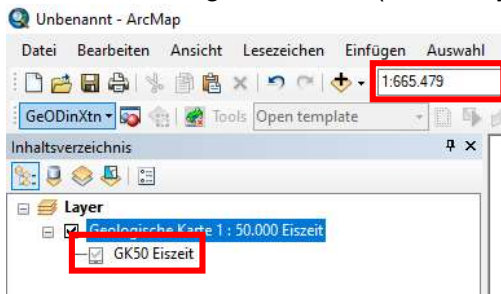 Unbenannt - ArcMap
Datei Bearbeiten Ansicht Lesezeichen Einfügen Auswahl
1:665.479
GeODinXtn Tools Open template
Inhaltsverzeichnis
Layer
Geologische Karte 1 : 50.000 Eiszeit
GK50 Eiszeit